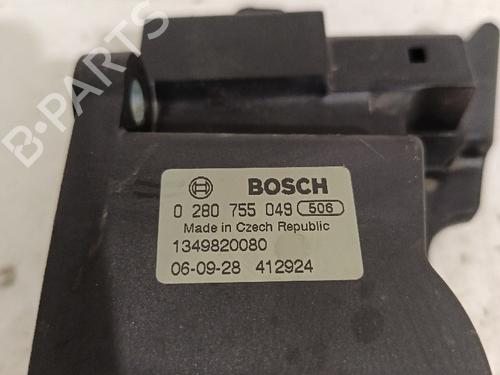 B-PARTS
BOSCH
0 280 755 049 506
Made in Czech Republic
1349820080
06-09-28 412924